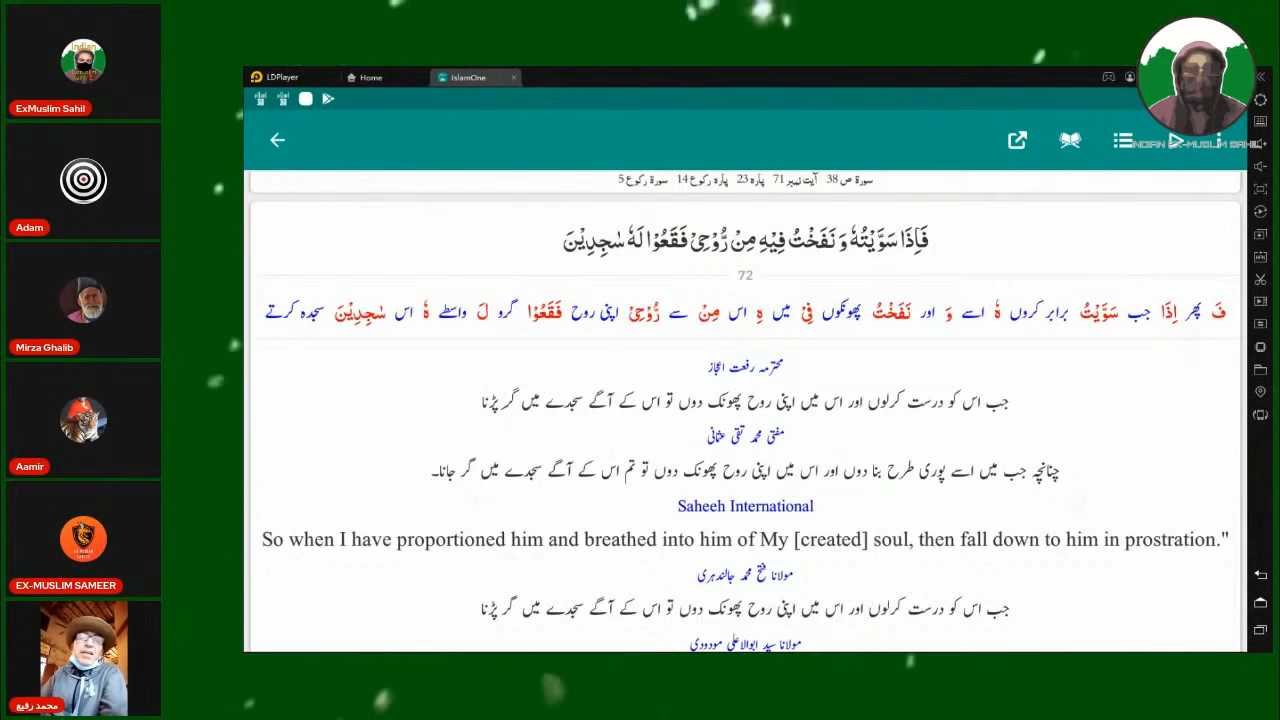 Indian
ExMuslim Sahil
Adam
Mirza Ghalib
Aamir
EX-MUSLIM SAMEER
محمد رفیع
LDPlayer
Home
IslamOne
INDIAN EX-MUSLIM SAHIL
سورة ص 38 آیت نمبر 71 پارہ 23 پارہ رکوع 14 سورة رکوع 5
فَاِذَا سَوَّیْتُهٗ وَ نَفَخْتُ فِیْهِ مِنْ رُّوْحِیْ فَقَعُوْا لَهٗ سٰجِدِیْنَ
72
فَ پھر اِذَا جب سَوَّیْتُ برابر کروں هٗ اسے وَ اور نَفَخْتُ پھونکوں فِیْ میں هِ اس مِنْ سے رُّوْحِیْ اپنی روح فَقَعُوْا گرو لَ واسطے هٗ اس سٰجِدِیْنَ سجدہ کرتے
محترمہ رفعت اعجاز
جب اس کو درست کرلوں اور اس میں اپنی روح پھونک دوں تو اس کے آگے سجدے میں گر پڑنا
مفتی محمد تقی عثمانی
چنانچہ جب میں اسے پوری طرح بنا دوں اور اس میں اپنی روح پھونک دوں تو تم اس کے آگے سجدے میں گر جانا۔
Saheeh International
So when I have proportioned him and breathed into him of My [created] soul, then fall down to him in prostration."
مولانا فتح محمد جالندہری
جب اس کو درست کرلوں اور اس میں اپنی روح پھونک دوں تو اس کے آگے سجدے میں گر پڑنا
مولانا سید ابوالاعلی مودودی